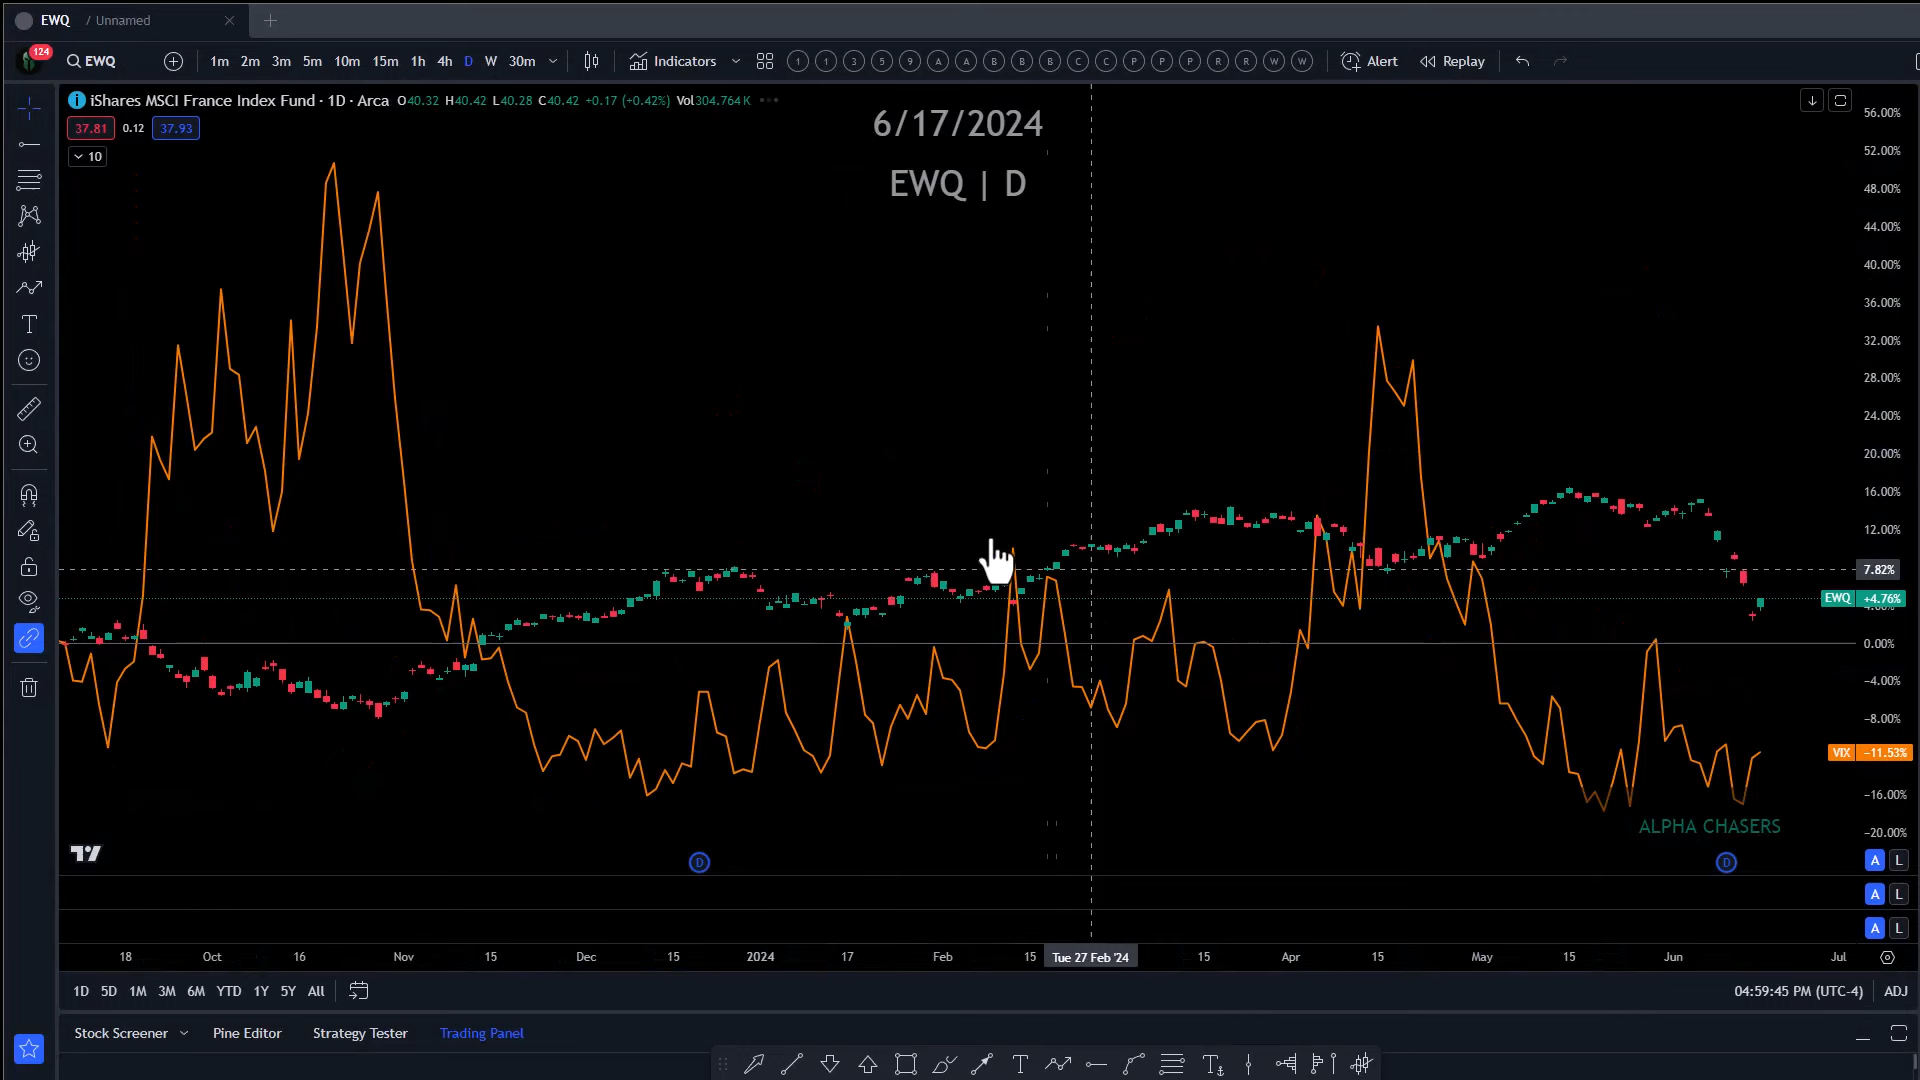 EWQ / Unnamed
124
EWQ 1m 2m 3m 5m 10m 15m 1h 4h D W 30m Indicators 1 1 3 5 9 A A B B B C C P P P R R W W Alert Replay
iShares MSCI France Index Fund · 1D · Arca O40.32 H40.42 L40.28 C40.42 +0.17 (+0.42%) Vol304.764 K
37.81 0.12 37.93
10
6/17/2024
EWQ | D
56.00%
52.00%
48.00%
44.00%
40.00%
36.00%
32.00%
28.00%
24.00%
20.00%
16.00%
12.00%
7.82%
EWQ +4.76%
0.00%
−4.00%
−8.00%
VIX −11.53%
−16.00%
−20.00%
ALPHA CHASERS
D D
A L
A L
A L
18 Oct 16 Nov 15 Dec 15 2024 17 Feb 15 Tue 27 Feb '24 15 Apr 15 May 15 Jun Jul
1D 5D 1M 3M 6M YTD 1Y 5Y All 04:59:45 PM (UTC-4) ADJ
Stock Screener Pine Editor Strategy Tester Trading Panel